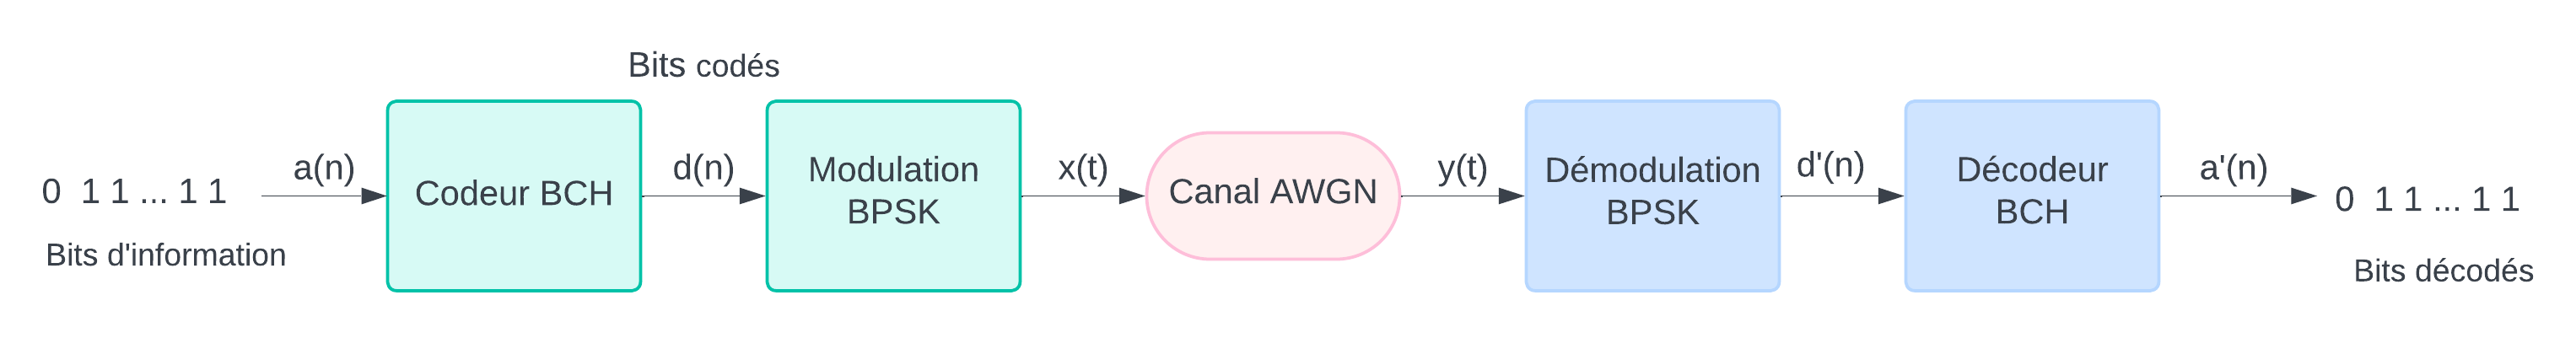 Bits codés
0 1 1 ... 1 1
Bits d'information
a(n)
Codeur BCH
d(n)
Modulation
BPSK
x(t)
Canal AWGN
y(t)
Démodulation
BPSK
d'(n)
Décodeur
BCH
a'(n)
0 1 1 ... 1 1
Bits décodés